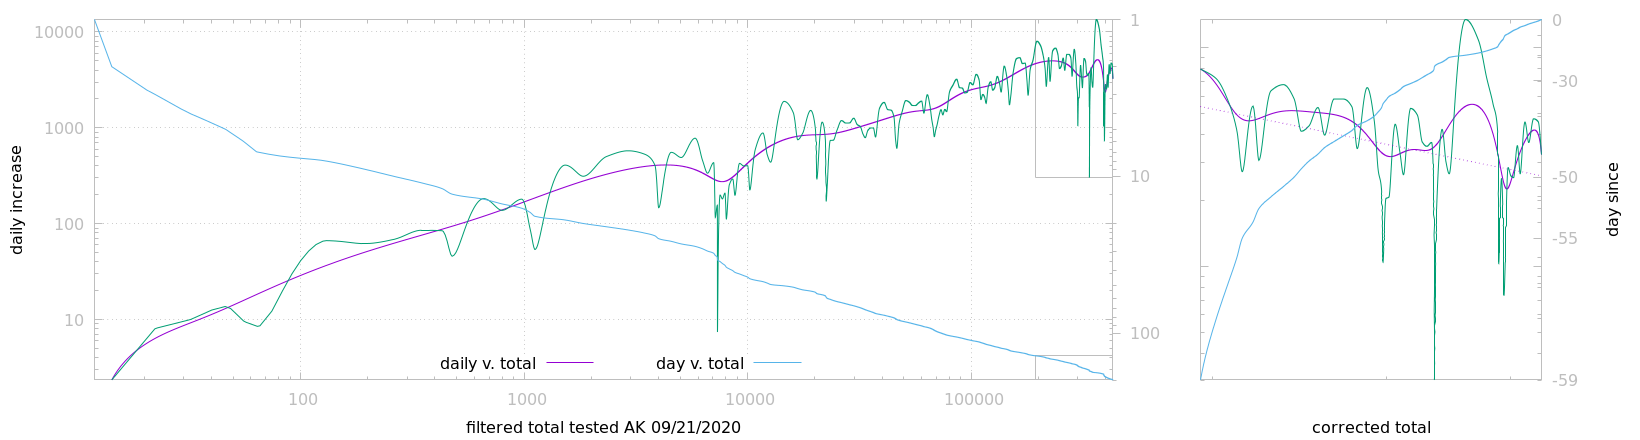 daily increase
10000
1000
100
10
100
1000
10000
100000
1
10
100
daily v. total
day v. total
filtered total tested AK 09/21/2020
0
-30
-50
-55
-59
day since
corrected total